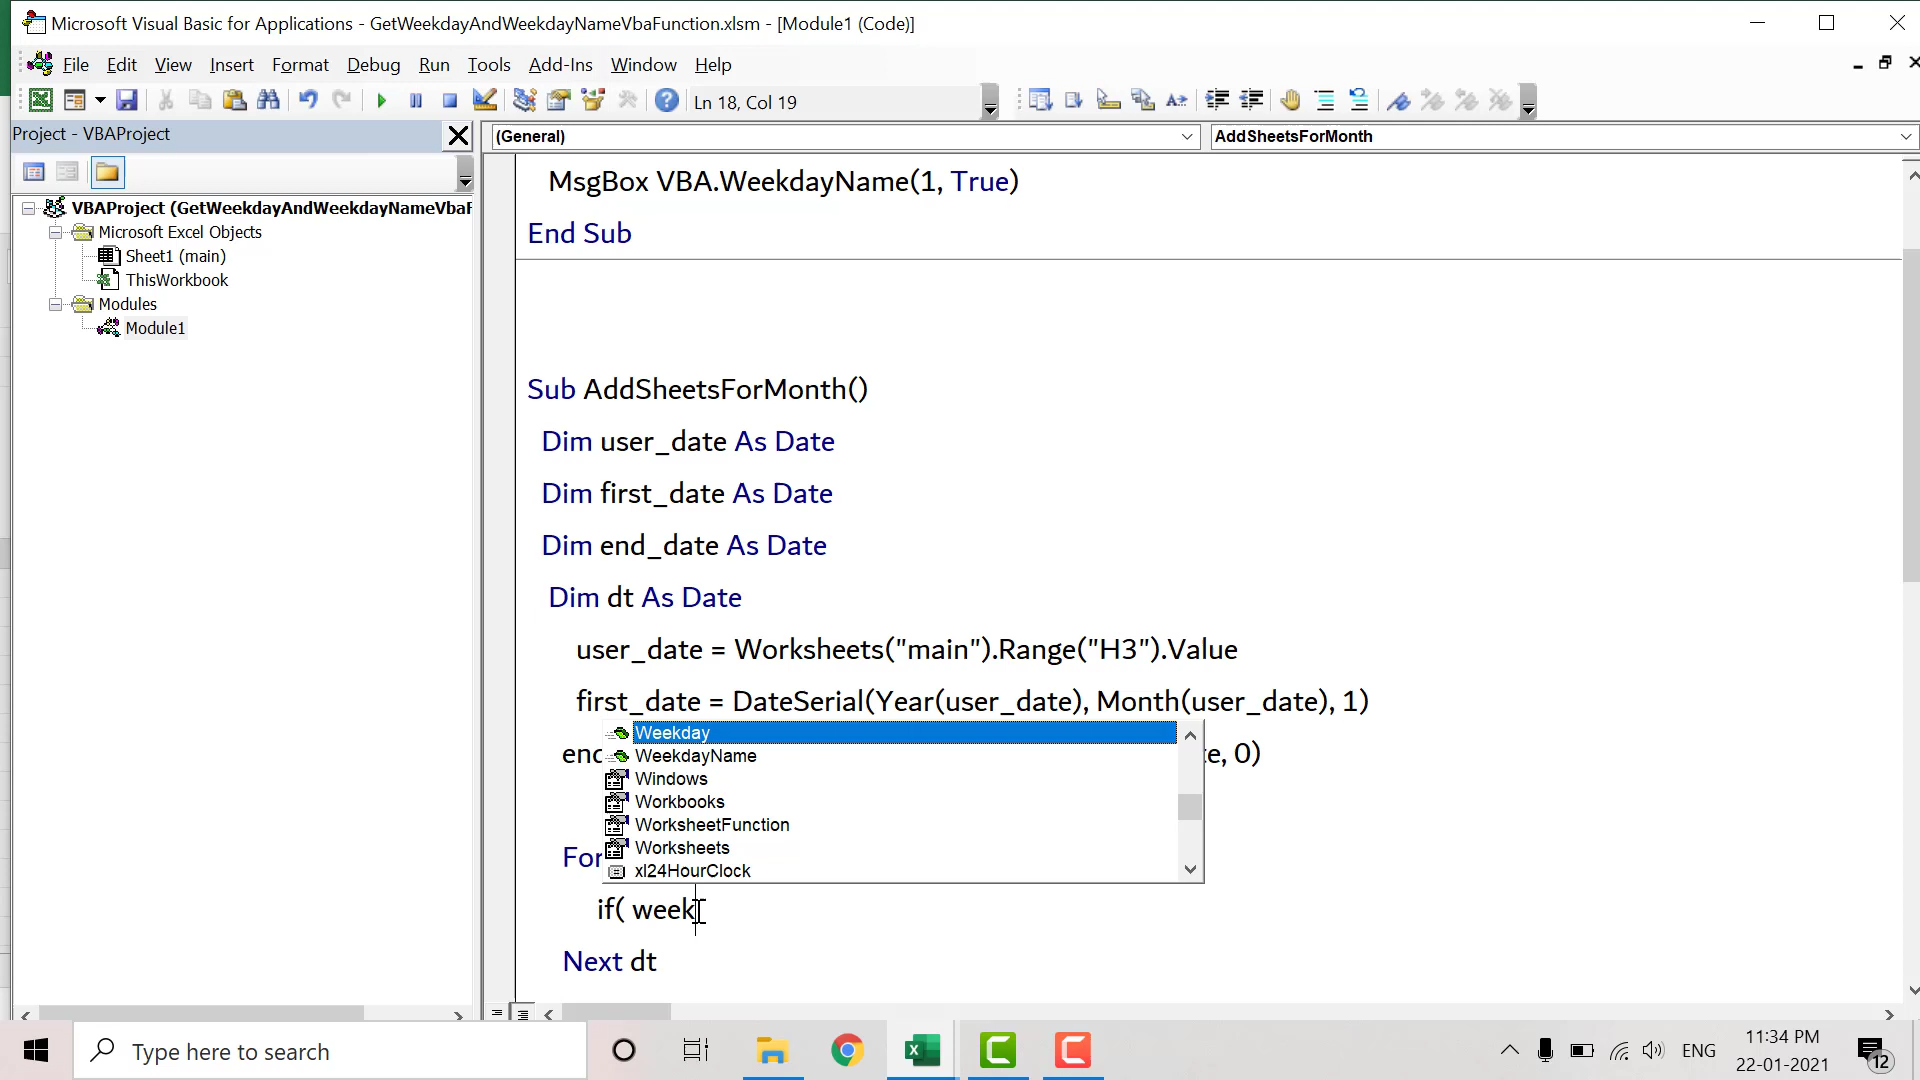 Microsoft Visual Basic for Applications - GetWeekdayAndWeekdayNameVbaFunction.xlsm - [Module1 (Code)]
File Edit View Insert Format Debug Run Tools Add-Ins Window Help
Ln 18, Col 19
Project - VBAProject
(General)
AddSheetsForMonth
VBAProject (GetWeekdayAndWeekdayNameVbaF
Microsoft Excel Objects
Sheet1 (main)
ThisWorkbook
Modules
Module1
MsgBox VBA.WeekdayName(1, True)
End Sub
Sub AddSheetsForMonth()
Dim user_date As Date
Dim first_date As Date
Dim end_date As Date
Dim dt As Date
user_date = Worksheets("main").Range("H3").Value
first_date = DateSerial(Year(user_date), Month(user_date), 1)
enc
e, 0)
Weekday
WeekdayName
Windows
Workbooks
WorksheetFunction
Worksheets
xl24HourClock
For
if( week
Next dt
Type here to search
ENG
11:34 PM
22-01-2021
12